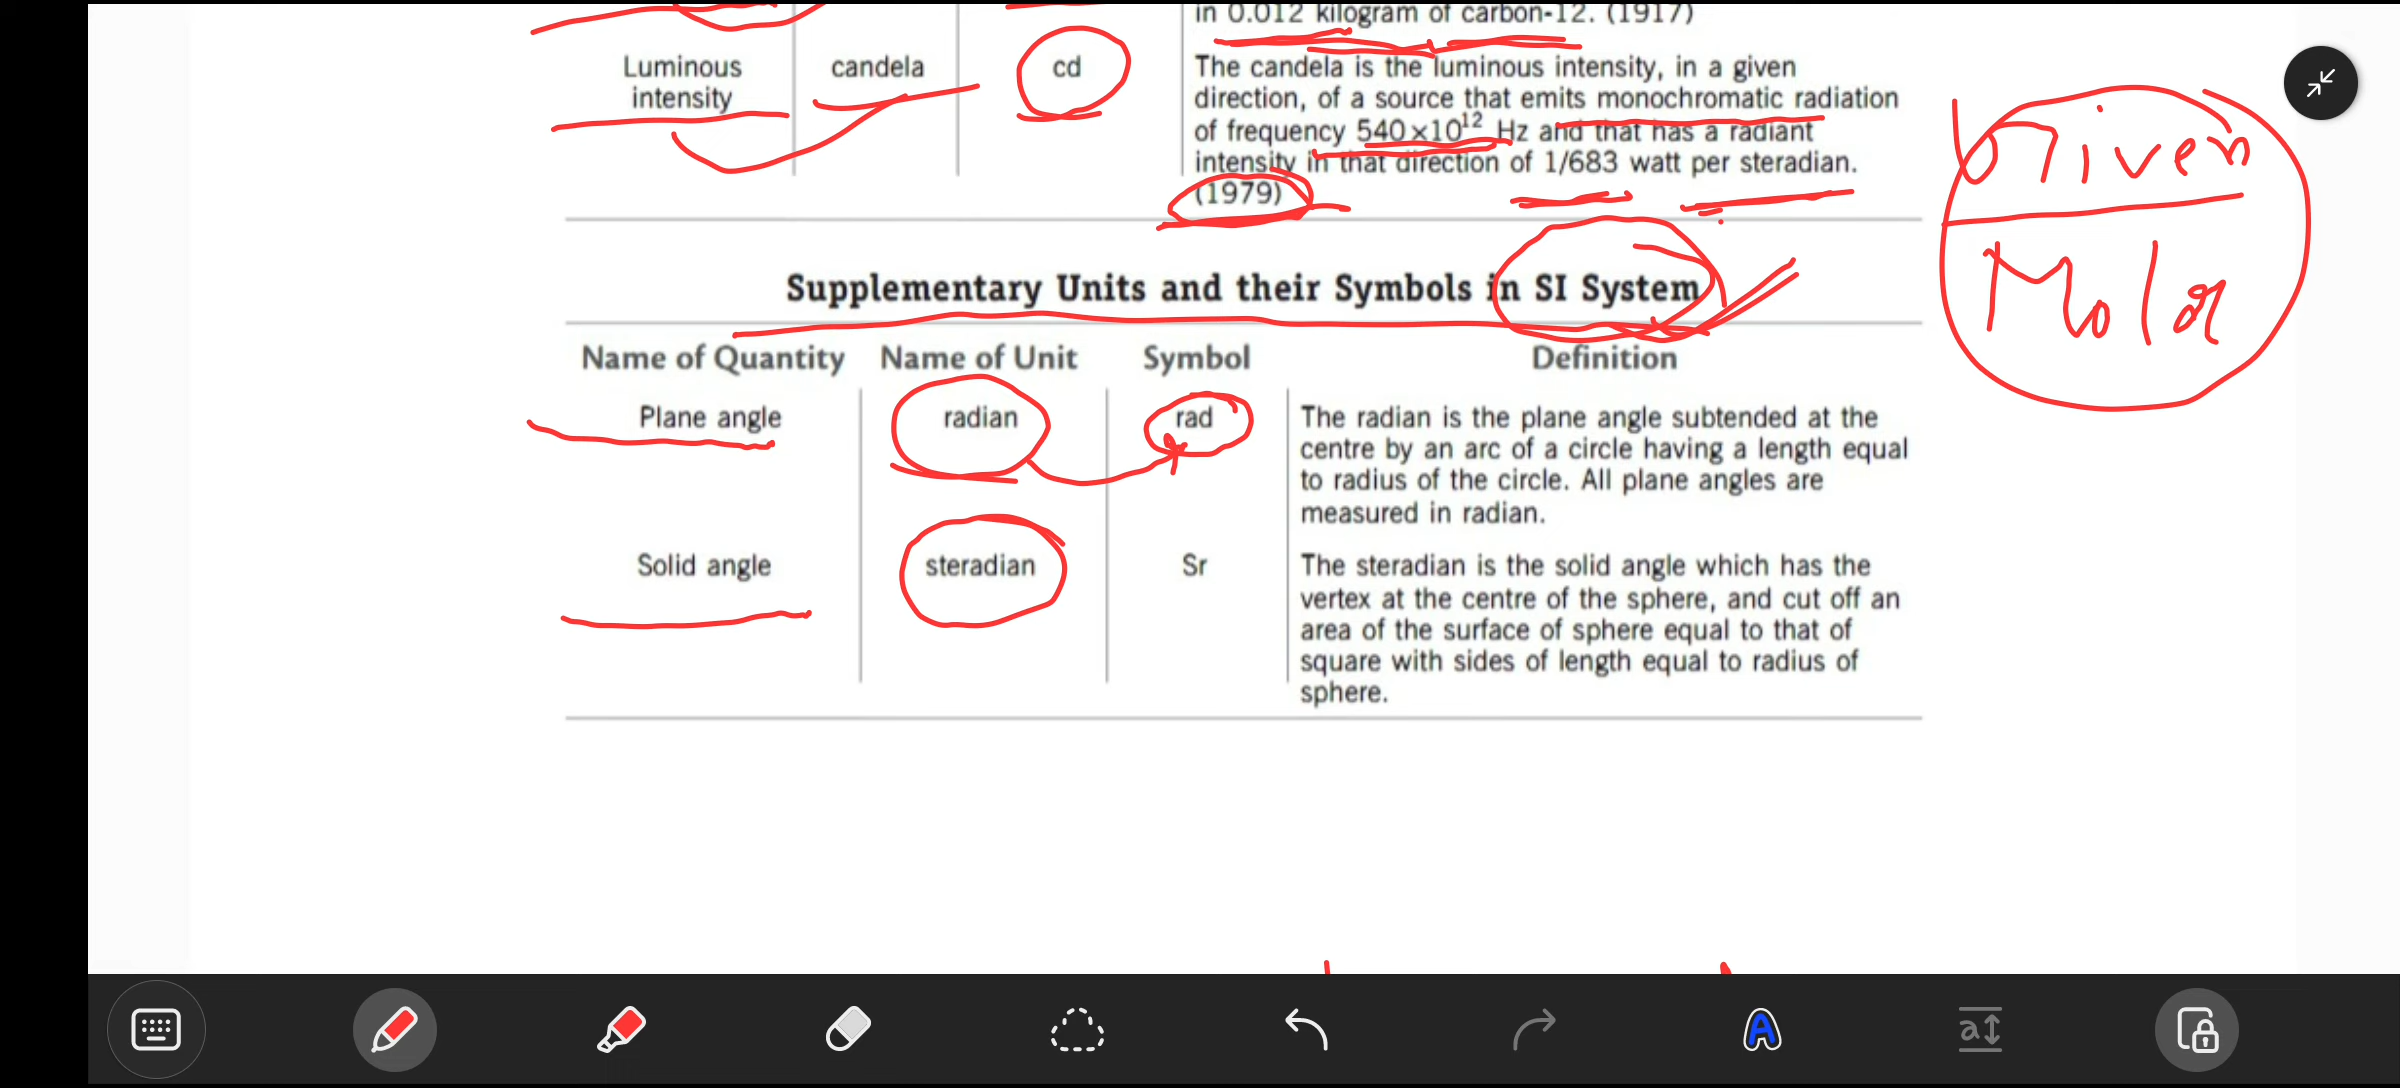 in 0.012 kilogram of carbon-12. (1917)
Luminous intensity candela cd The candela is the luminous intensity, in a given
direction, of a source that emits monochromatic radiation
of frequency 540×10¹² Hz and that has a radiant
intensity in that direction of 1/683 watt per steradian.
(1979)
Given
Molar
Supplementary Units and their Symbols in SI System
Name of Quantity Name of Unit Symbol Definition
Plane angle radian rad The radian is the plane angle subtended at the
centre by an arc of a circle having a length equal
to radius of the circle. All plane angles are
measured in radian.
Solid angle steradian Sr The steradian is the solid angle which has the
vertex at the centre of the sphere, and cut off an
area of the surface of sphere equal to that of
square with sides of length equal to radius of
sphere.
A a